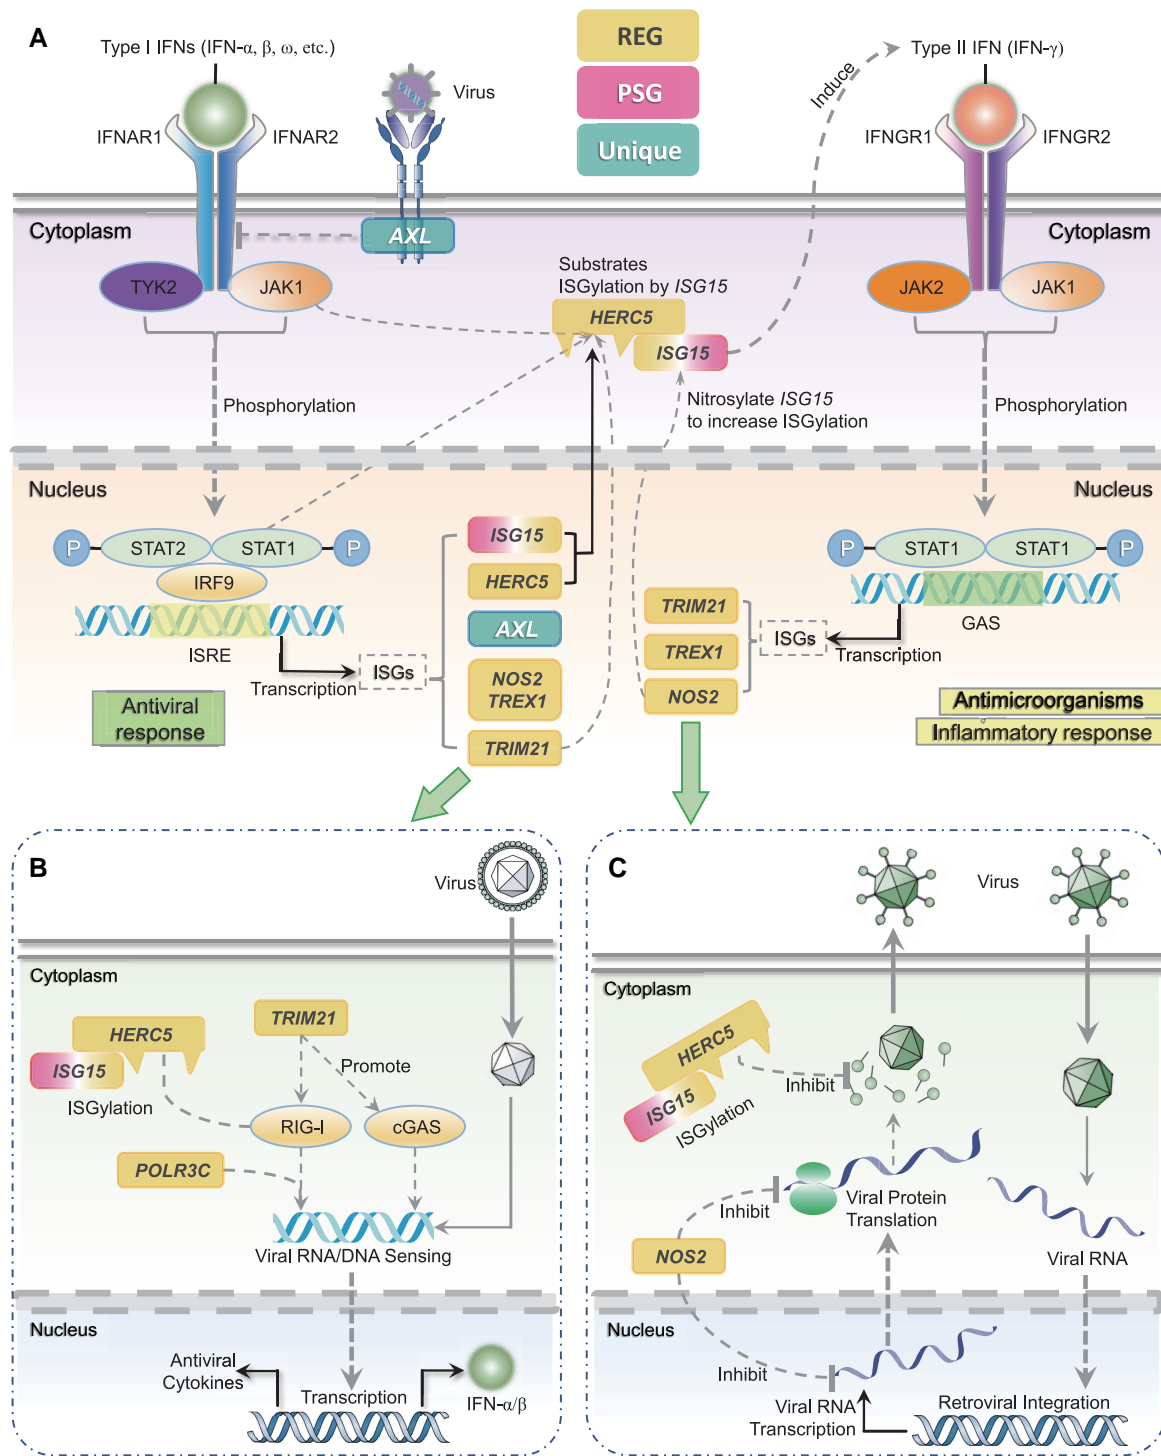 A
Type I IFNs (IFN-α, β, ω, etc.)
IFNAR1
IFNAR2
Virus
REG
PSG
Unique
Induce
Type II IFN (IFN-γ)
IFNGR1
IFNGR2
Cytoplasm
AXL
Cytoplasm
TYK2
JAK1
Substrates
ISGylation by ISG15
HERC5
ISG15
JAK2
JAK1
Phosphorylation
Nitrosylate ISG15
to increase ISGylation
Phosphorylation
Nucleus
Nucleus
P
STAT2
STAT1
P
IRF9
ISRE
Transcription
ISGs
ISG15
HERC5
AXL
NOS2
TREX1
TRIM21
TRIM21
TREX1
NOS2
ISGs
P
STAT1
STAT1
P
GAS
Transcription
Antiviral
response
Antimicroorganisms
Inflammatory response
B
Virus
Cytoplasm
HERC5
ISG15
ISGylation
TRIM21
Promote
RIG-I
cGAS
POLR3C
Viral RNA/DNA Sensing
Nucleus
Antiviral
Cytokines
Transcription
IFN-α/β
C
Virus
Cytoplasm
HERC5
ISG15
ISGylation
Inhibit
Inhibit
Viral Protein
Translation
NOS2
Viral RNA
Nucleus
Inhibit
Viral RNA
Transcription
Retroviral Integration